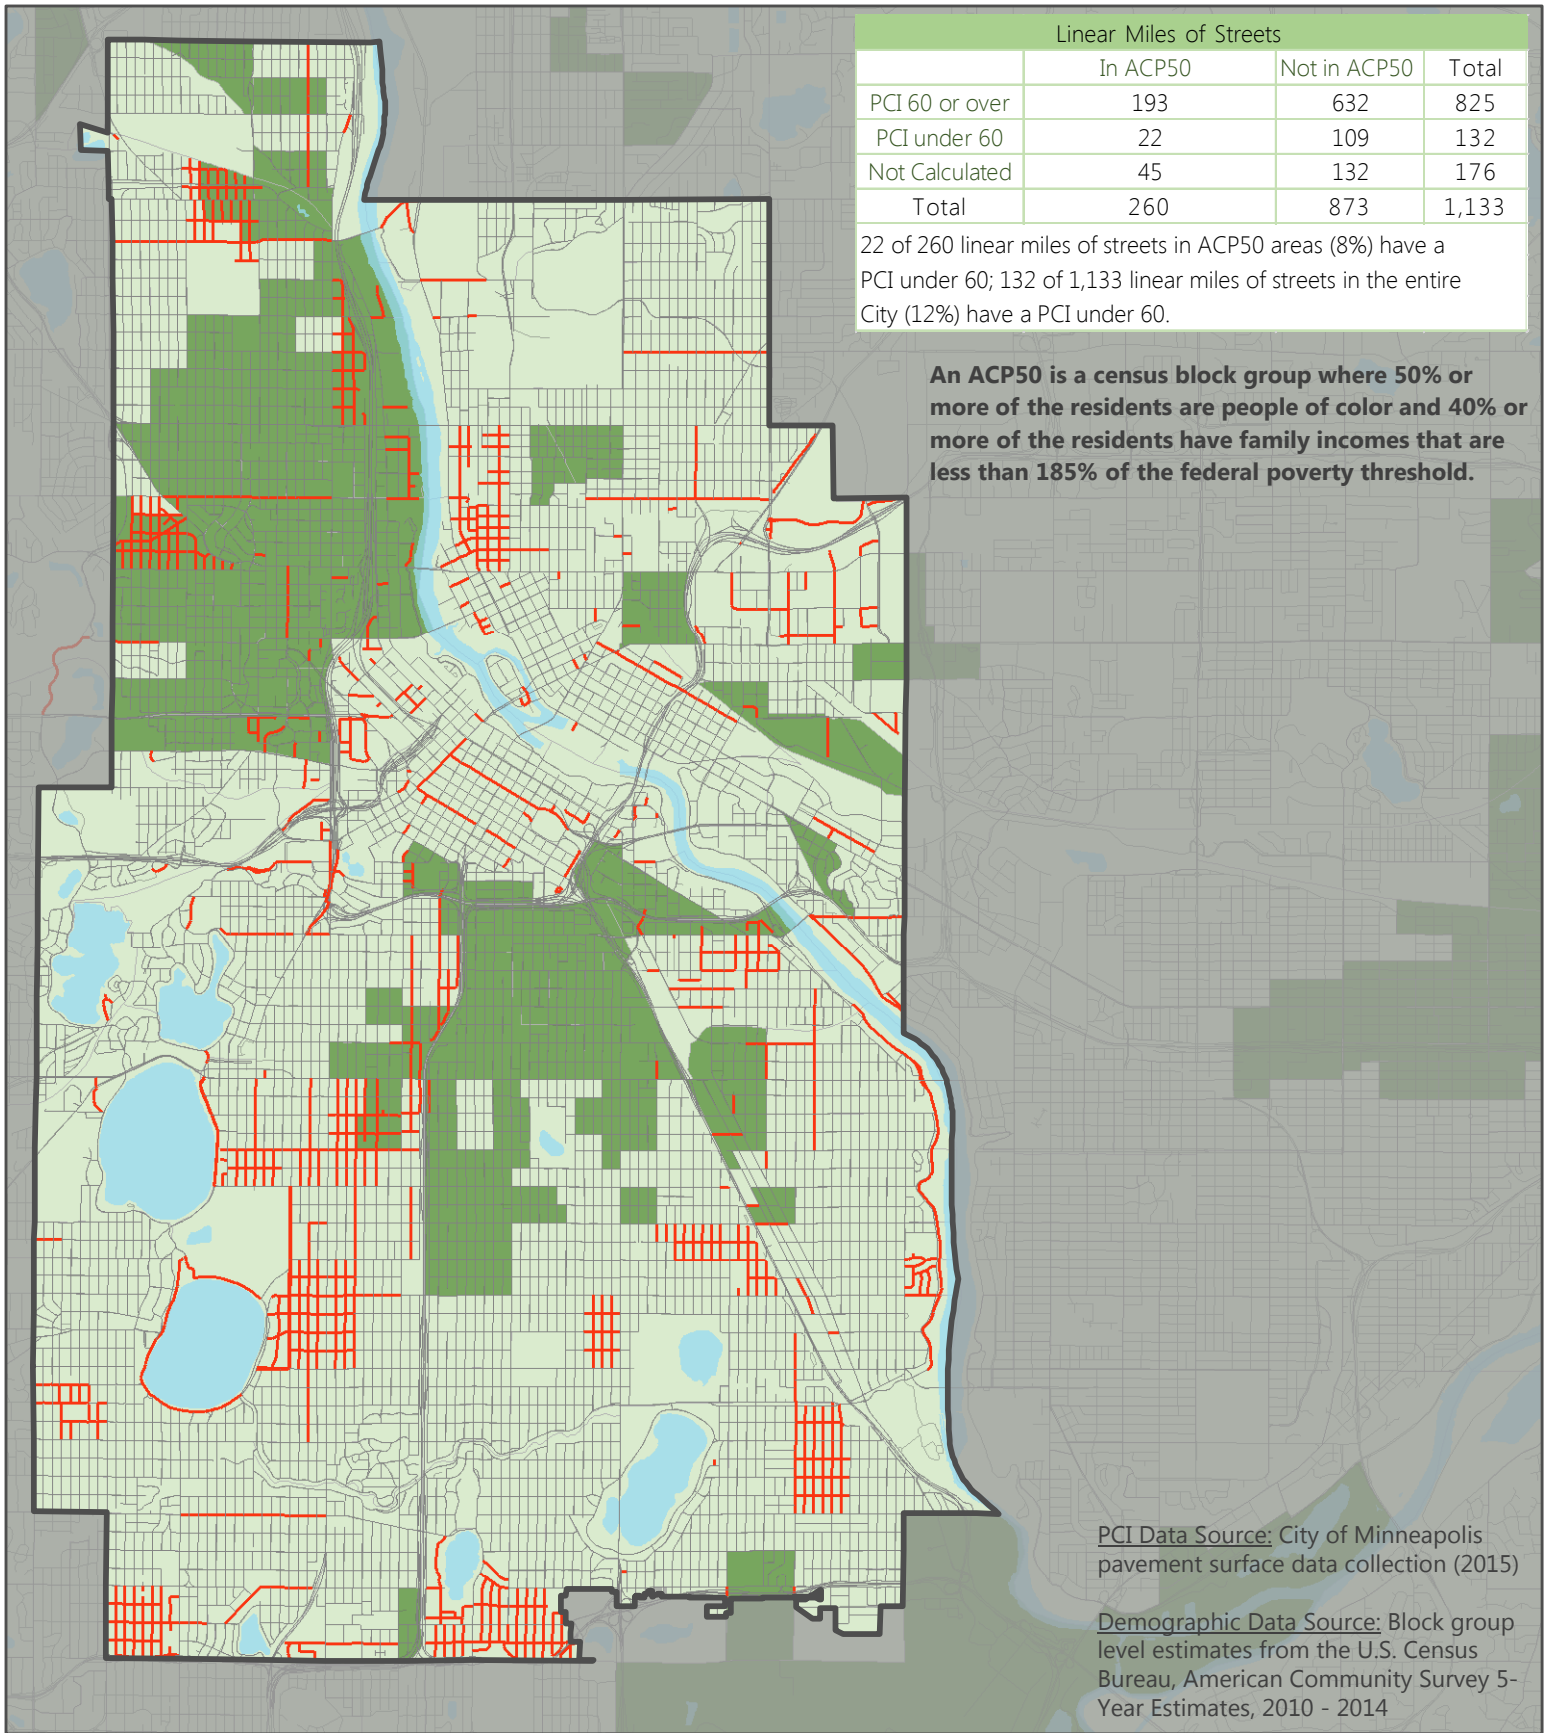 Linear Miles of Streets
In ACP50 Not in ACP50 Total
PCI 60 or over 193 632 825
PCI under 60 22 109 132
Not Calculated 45 132 176
Total 260 873 1,133
22 of 260 linear miles of streets in ACP50 areas (8%) have a
PCI under 60; 132 of 1,133 linear miles of streets in the entire
City (12%) have a PCI under 60.
An ACP50 is a census block group where 50% or
more of the residents are people of color and 40% or
more of the residents have family incomes that are
less than 185% of the federal poverty threshold.
PCI Data Source: City of Minneapolis
pavement surface data collection (2015)
Demographic Data Source: Block group
level estimates from the U.S. Census
Bureau, American Community Survey 5-
Year Estimates, 2010 - 2014